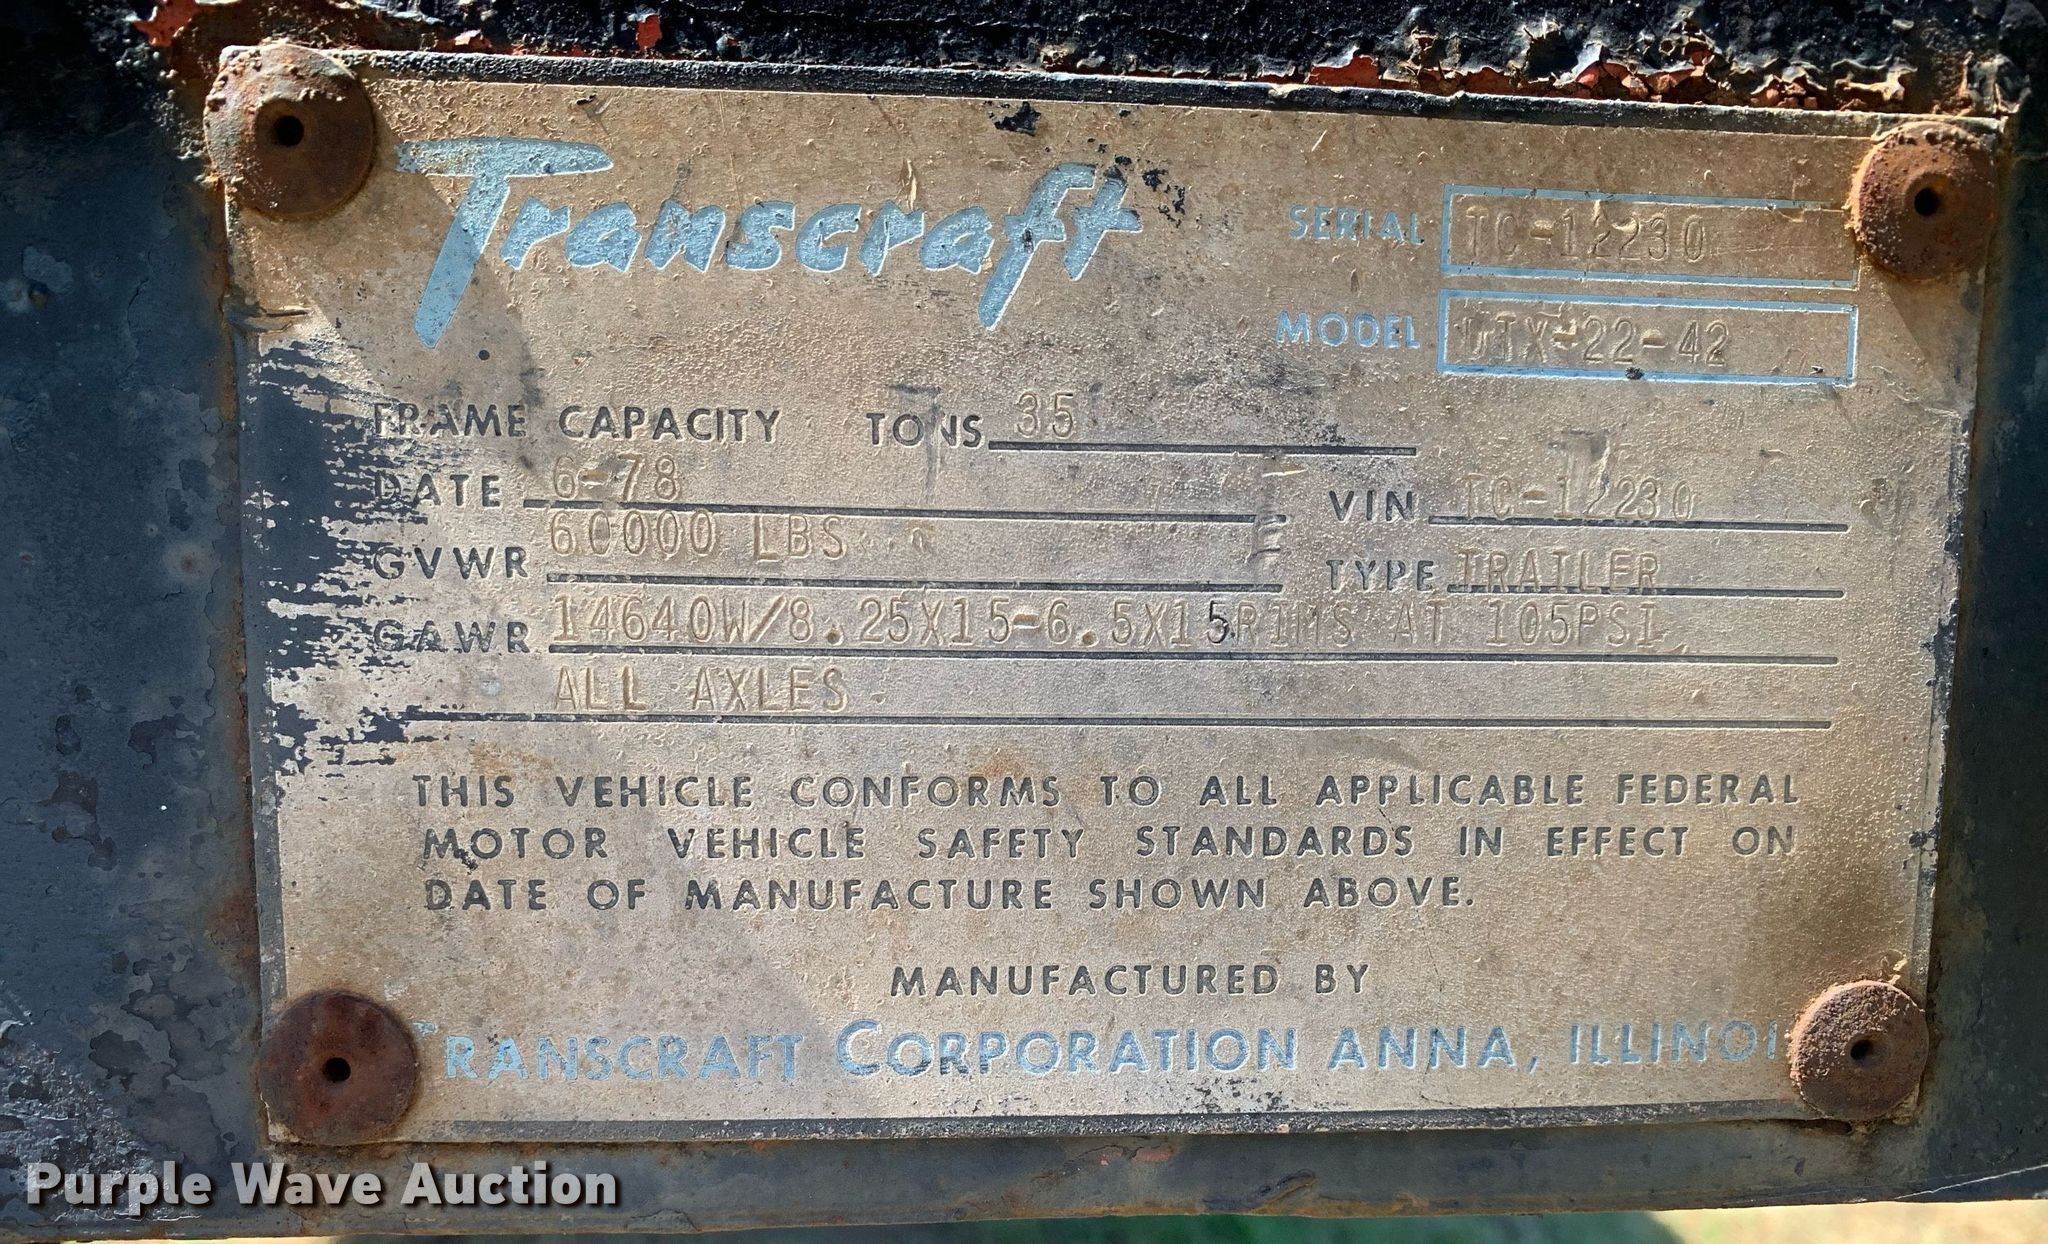 Transcraft
SERIAL TC-12230
MODEL DTX-22-42
FRAME CAPACITY TONS 35
DATE 6-78
VIN TC-12230
GVWR 60000 LBS
TYPE TRAILER
GAWR 14640W/8.25X15-6.5X15RIMS AT 105PSI
ALL AXLES
THIS VEHICLE CONFORMS TO ALL APPLICABLE FEDERAL
MOTOR VEHICLE SAFETY STANDARDS IN EFFECT ON
DATE OF MANUFACTURE SHOWN ABOVE.
MANUFACTURED BY
TRANSCRAFT CORPORATION ANNA, ILLINOI
Purple Wave Auction